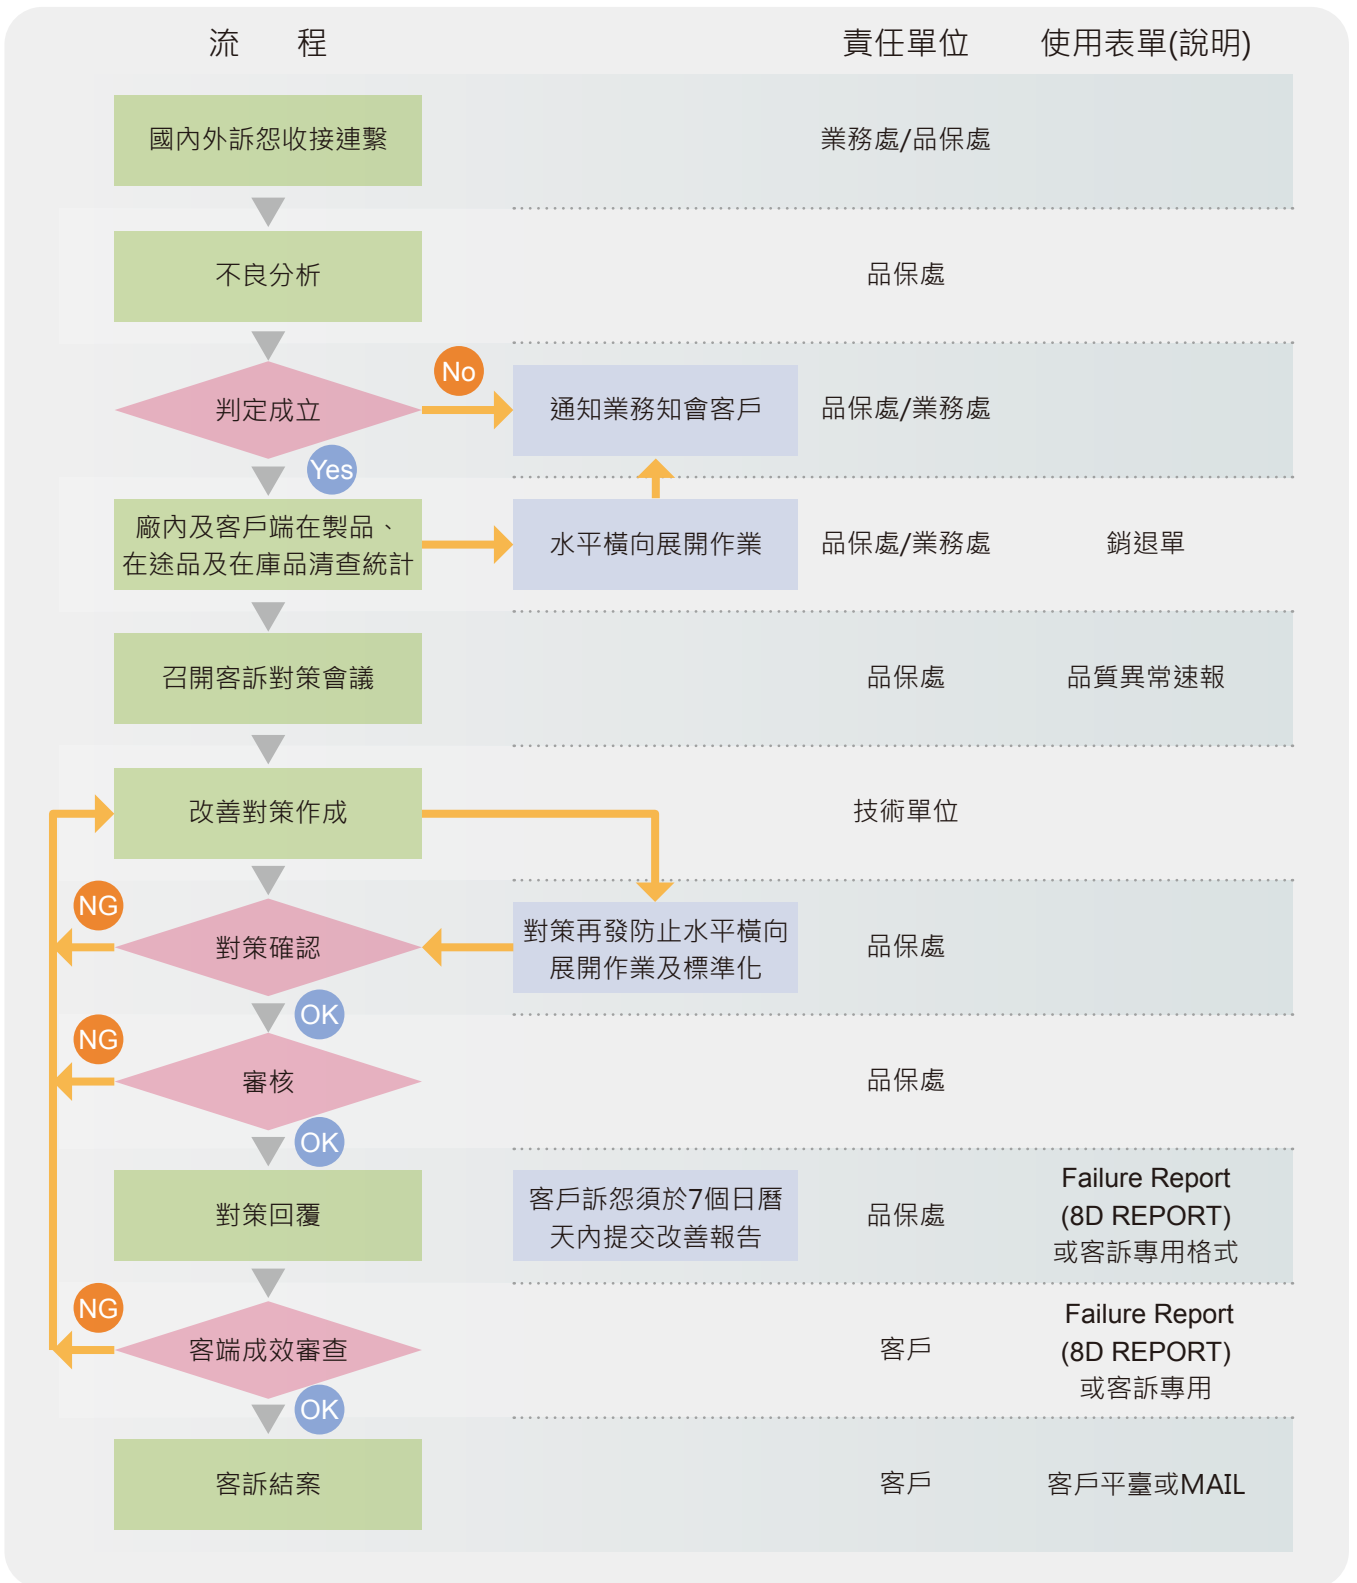 流 程 責任單位 使用表單(說明)
國內外訴怨收接連繫 業務處/品保處
不良分析 品保處
No
判定成立 通知業務知會客戶 品保處/業務處
Yes
廠內及客戶端在製品、
在途品及在庫品清查統計
水平橫向展開作業 品保處/業務處 銷退單
召開客訴對策會議 品保處 品質異常速報
改善對策作成 技術單位
NG
對策確認
對策再發防止水平橫向
展開作業及標準化
品保處
OK
NG
審核 品保處
OK
對策回覆
客戶訴怨須於7個日曆
天內提交改善報告
品保處
Failure Report
(8D REPORT)
或客訴專用格式
NG
客端成效審查 客戶
Failure Report
(8D REPORT)
或客訴專用
OK
客訴結案 客戶 客戶平臺或MAIL